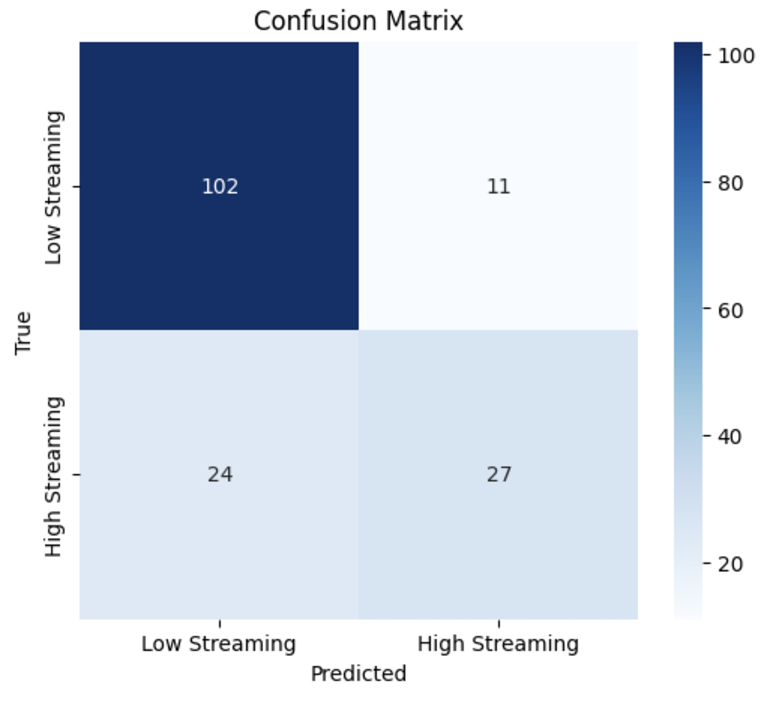 Confusion Matrix
Low Streaming
102
11
100
80
60
40
20
True
High Streaming
24
27
Low Streaming
High Streaming
Predicted